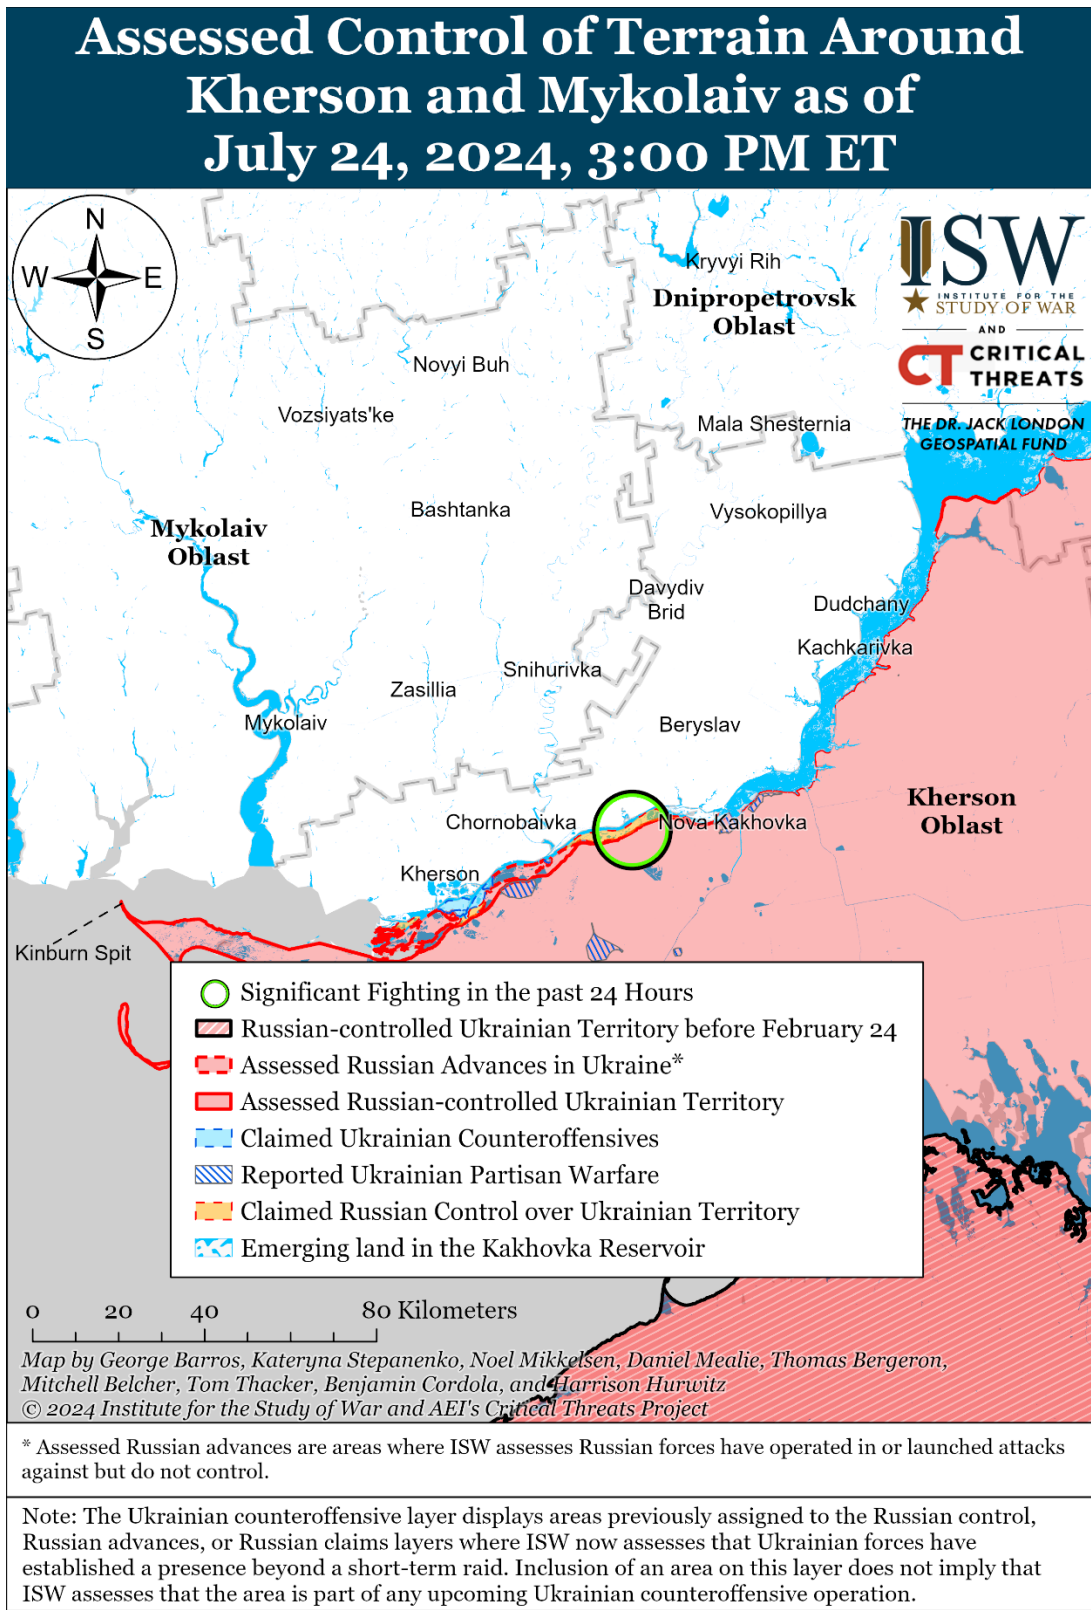 Assessed Control of Terrain Around
Kherson and Mykolaiv as of
July 24, 2024, 3:00 PM ET
N
W
E
S
ISW
INSTITUTE FOR THE
STUDY OF WAR
AND
CT CRITICAL
THREATS
THE DR. JACK LONDON
GEOSPATIAL FUND
Kryvyi Rih
Dnipropetrovsk
Oblast
Novyi Buh
Vozsiyats'ke
Mala Shesternia
Bashtanka
Vysokopillya
Mykolaiv
Oblast
Davydiv
Brid
Dudchany
Kachkarivka
Snihurivka
Zasillia
Mykolaiv
Beryslav
Kherson
Oblast
Chornobaivka
Nova Kakhovka
Kherson
Kinburn Spit
Significant Fighting in the past 24 Hours
Russian-controlled Ukrainian Territory before February 24
Assessed Russian Advances in Ukraine*
Assessed Russian-controlled Ukrainian Territory
Claimed Ukrainian Counteroffensives
Reported Ukrainian Partisan Warfare
Claimed Russian Control over Ukrainian Territory
Emerging land in the Kakhovka Reservoir
0 20 40 80 Kilometers
Map by George Barros, Kateryna Stepanenko, Noel Mikkelsen, Daniel Mealie, Thomas Bergeron,
Mitchell Belcher, Tom Thacker, Benjamin Cordola, and Harrison Hurwitz
© 2024 Institute for the Study of War and AEI's Critical Threats Project
* Assessed Russian advances are areas where ISW assesses Russian forces have operated in or launched attacks
against but do not control.
Note: The Ukrainian counteroffensive layer displays areas previously assigned to the Russian control,
Russian advances, or Russian claims layers where ISW now assesses that Ukrainian forces have
established a presence beyond a short-term raid. Inclusion of an area on this layer does not imply that
ISW assesses that the area is part of any upcoming Ukrainian counteroffensive operation.